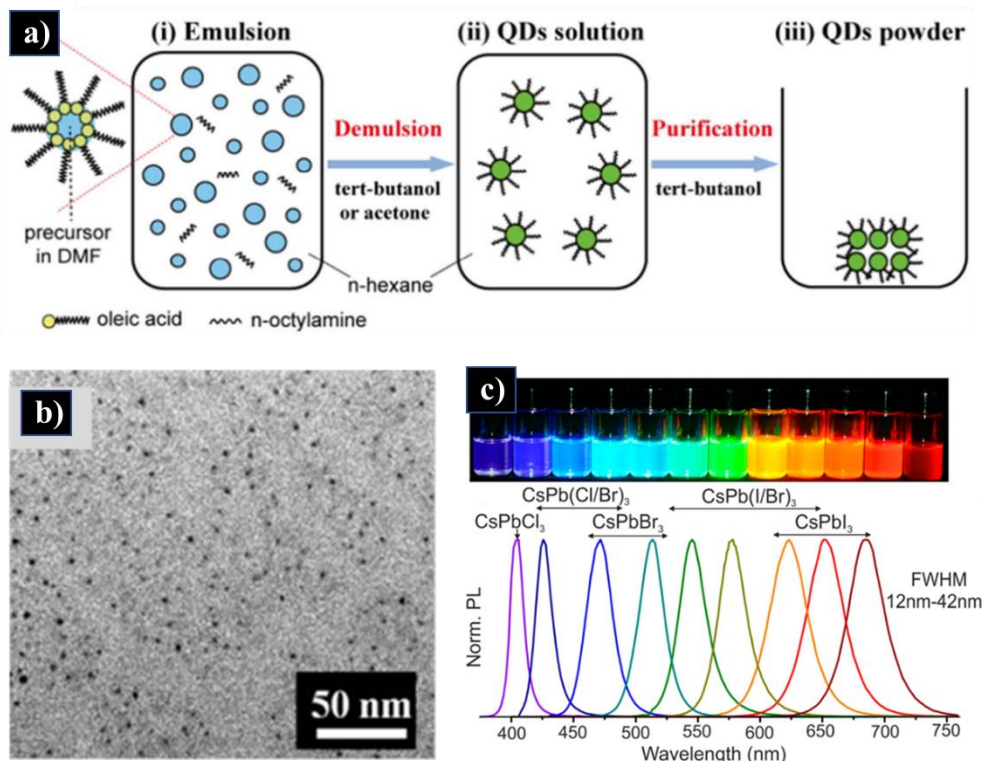 a)
(i) Emulsion
(ii) QDs solution
(iii) QDs powder
Demulsion
tert-butanol
or acetone
Purification
tert-butanol
precursor
in DMF
n-hexane
oleic acid
n-octylamine
b)
50 nm
c)
CsPb(Cl/Br)₃
CsPb(I/Br)₃
CsPbCl₃
CsPbBr₃
CsPbI₃
FWHM
12nm-42nm
Norm. PL
400 450 500 550 600 650 700 750
Wavelength (nm)